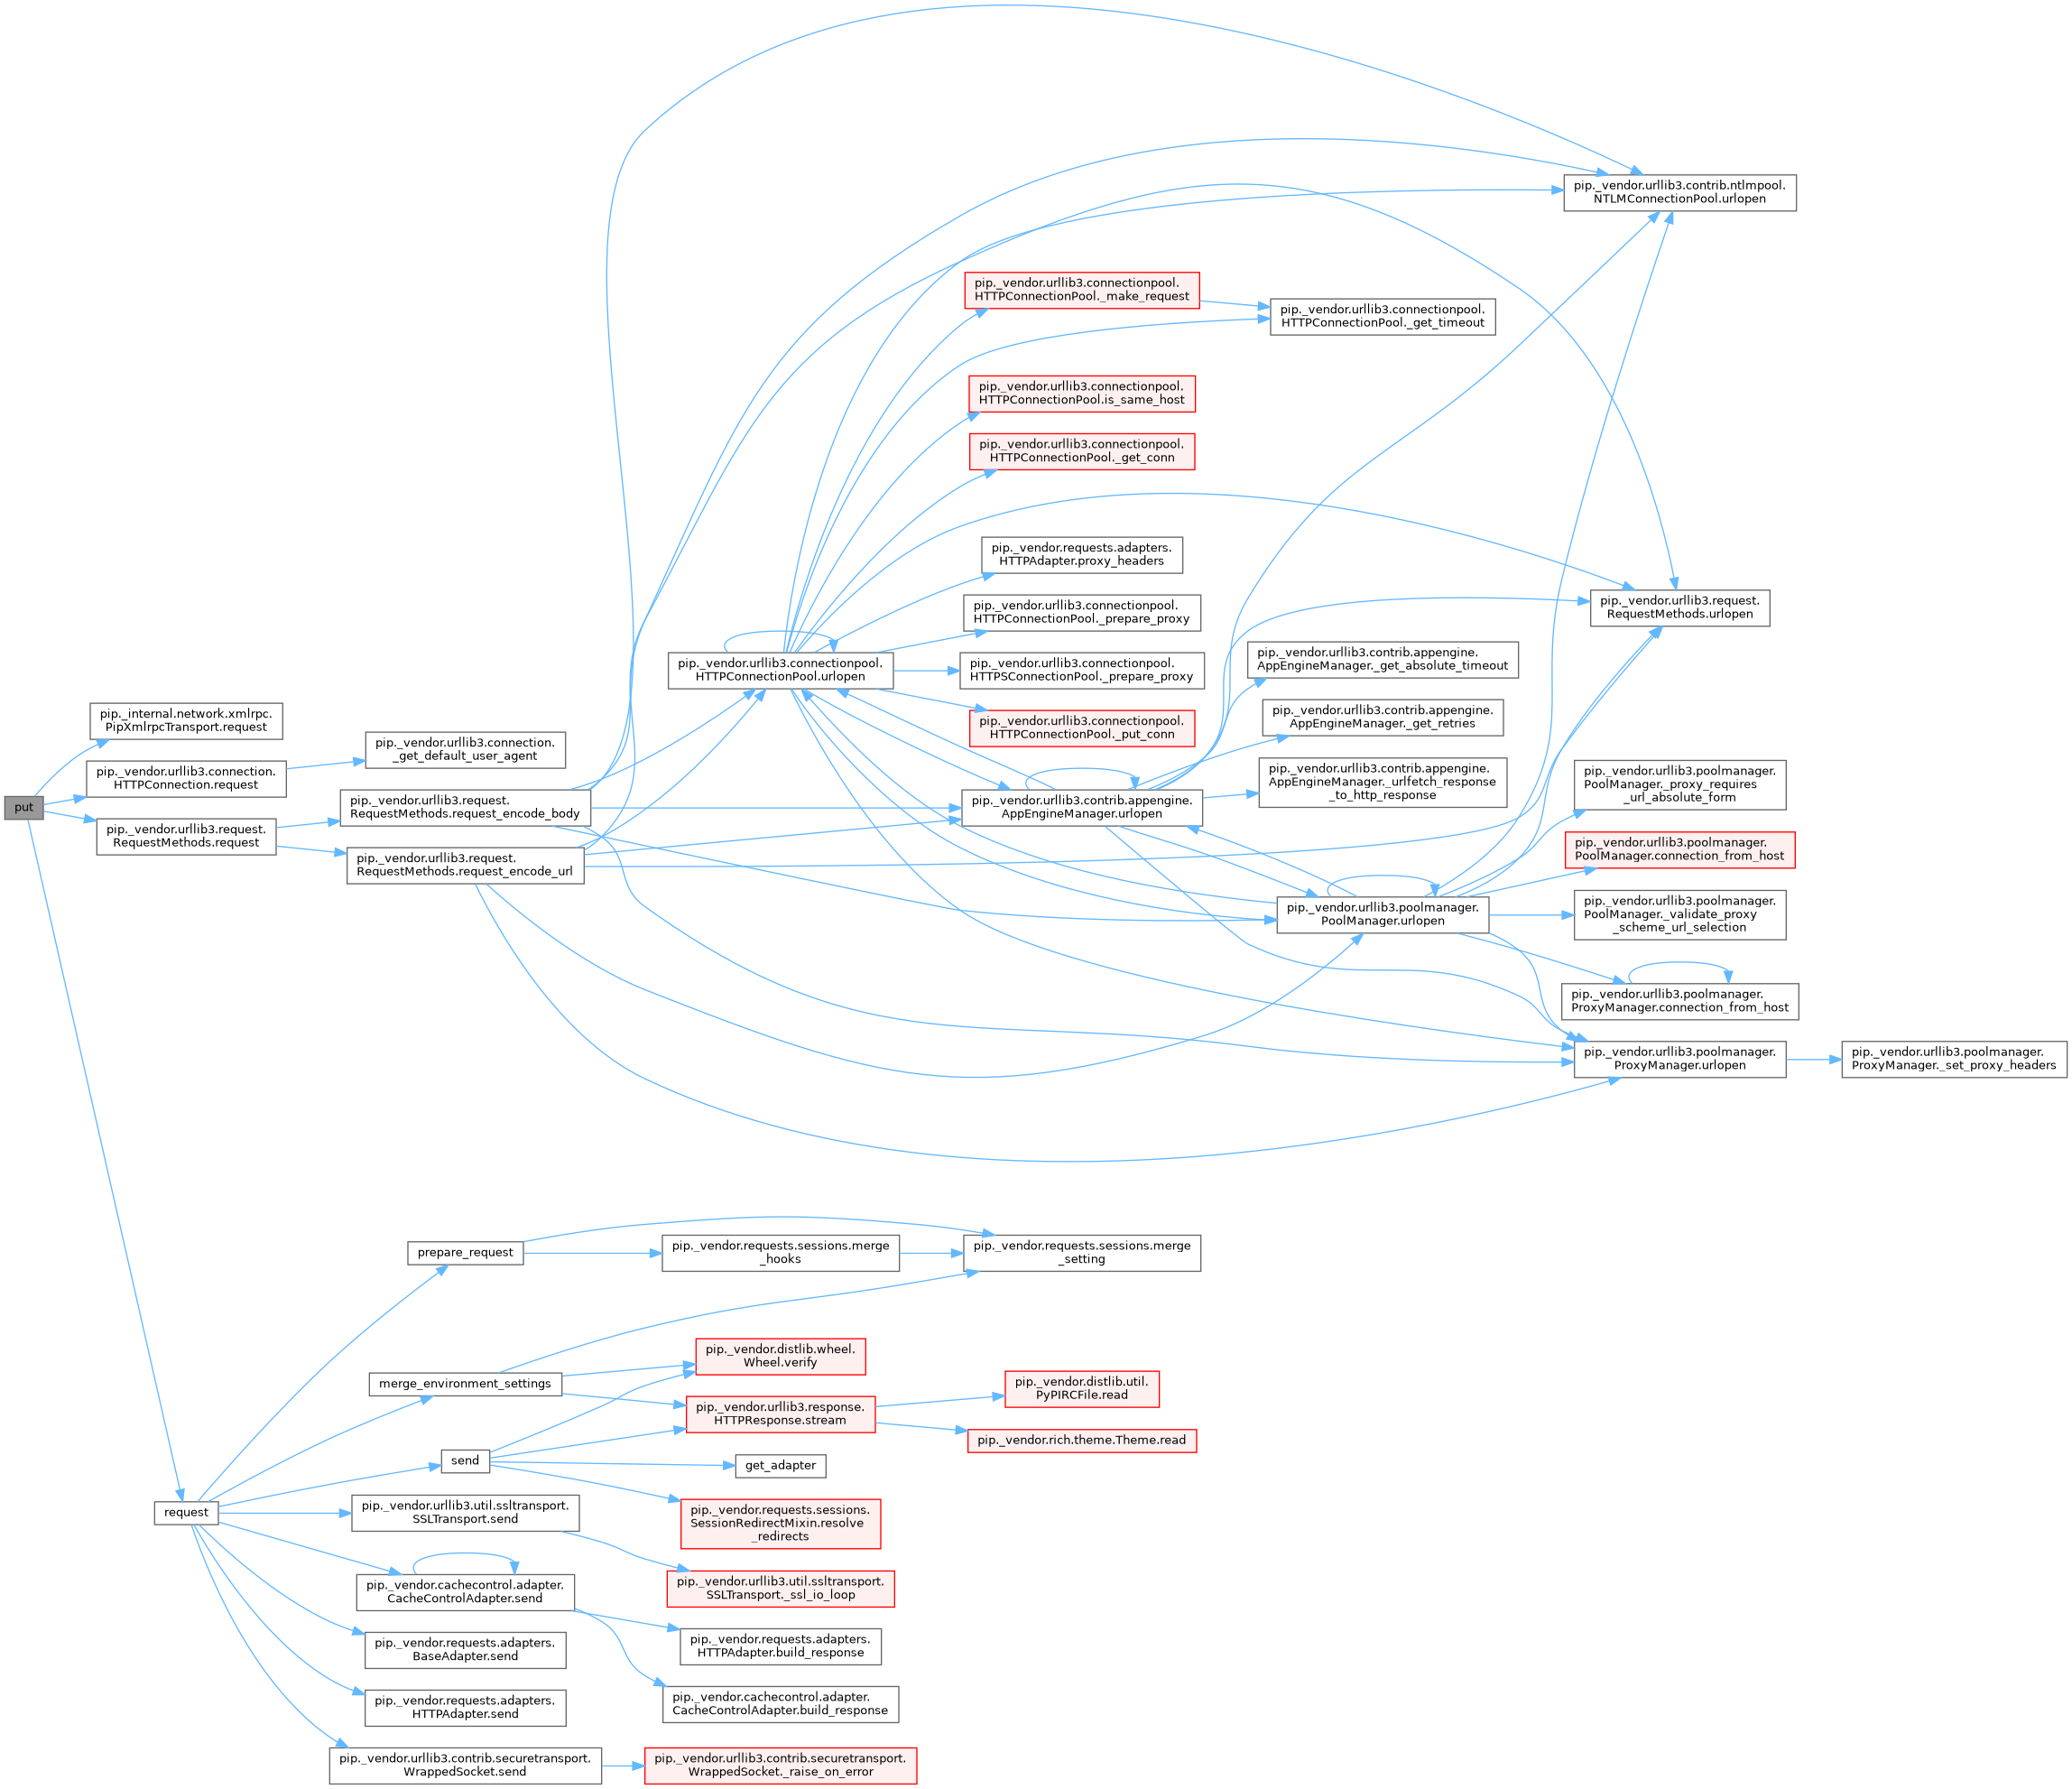 put
pip._internal.network.xmlrpc.
PipXmlrpcTransport.request
pip._vendor.urllib3.connection.
HTTPConnection.request
pip._vendor.urllib3.connection.
_get_default_user_agent
pip._vendor.urllib3.request.
RequestMethods.request
pip._vendor.urllib3.request.
RequestMethods.request_encode_body
pip._vendor.urllib3.request.
RequestMethods.request_encode_url
pip._vendor.urllib3.connectionpool.
HTTPConnectionPool.urlopen
pip._vendor.urllib3.connectionpool.
HTTPConnectionPool._make_request
pip._vendor.urllib3.connectionpool.
HTTPConnectionPool._get_timeout
pip._vendor.urllib3.connectionpool.
HTTPConnectionPool.is_same_host
pip._vendor.urllib3.connectionpool.
HTTPConnectionPool._get_conn
pip._vendor.requests.adapters.
HTTPAdapter.proxy_headers
pip._vendor.urllib3.connectionpool.
HTTPConnectionPool._prepare_proxy
pip._vendor.urllib3.connectionpool.
HTTPSConnectionPool._prepare_proxy
pip._vendor.urllib3.connectionpool.
HTTPConnectionPool._put_conn
pip._vendor.urllib3.contrib.appengine.
AppEngineManager.urlopen
pip._vendor.urllib3.contrib.ntlmpool.
NTLMConnectionPool.urlopen
pip._vendor.urllib3.request.
RequestMethods.urlopen
pip._vendor.urllib3.contrib.appengine.
AppEngineManager._get_absolute_timeout
pip._vendor.urllib3.contrib.appengine.
AppEngineManager._get_retries
pip._vendor.urllib3.contrib.appengine.
AppEngineManager._urlfetch_response
_to_http_response
pip._vendor.urllib3.poolmanager.
PoolManager.urlopen
pip._vendor.urllib3.poolmanager.
PoolManager._proxy_requires
_url_absolute_form
pip._vendor.urllib3.poolmanager.
PoolManager.connection_from_host
pip._vendor.urllib3.poolmanager.
PoolManager._validate_proxy
_scheme_url_selection
pip._vendor.urllib3.poolmanager.
ProxyManager.connection_from_host
pip._vendor.urllib3.poolmanager.
ProxyManager.urlopen
pip._vendor.urllib3.poolmanager.
ProxyManager._set_proxy_headers
request
prepare_request
pip._vendor.requests.sessions.merge
_hooks
pip._vendor.requests.sessions.merge
_setting
merge_environment_settings
pip._vendor.distlib.wheel.
Wheel.verify
pip._vendor.urllib3.response.
HTTPResponse.stream
pip._vendor.distlib.util.
PyPIRCFile.read
pip._vendor.rich.theme.Theme.read
send
get_adapter
pip._vendor.requests.sessions.
SessionRedirectMixin.resolve
_redirects
pip._vendor.urllib3.util.ssltransport.
SSLTransport.send
pip._vendor.urllib3.util.ssltransport.
SSLTransport._ssl_io_loop
pip._vendor.cachecontrol.adapter.
CacheControlAdapter.send
pip._vendor.requests.adapters.
HTTPAdapter.build_response
pip._vendor.cachecontrol.adapter.
CacheControlAdapter.build_response
pip._vendor.requests.adapters.
BaseAdapter.send
pip._vendor.requests.adapters.
HTTPAdapter.send
pip._vendor.urllib3.contrib.securetransport.
WrappedSocket.send
pip._vendor.urllib3.contrib.securetransport.
WrappedSocket._raise_on_error